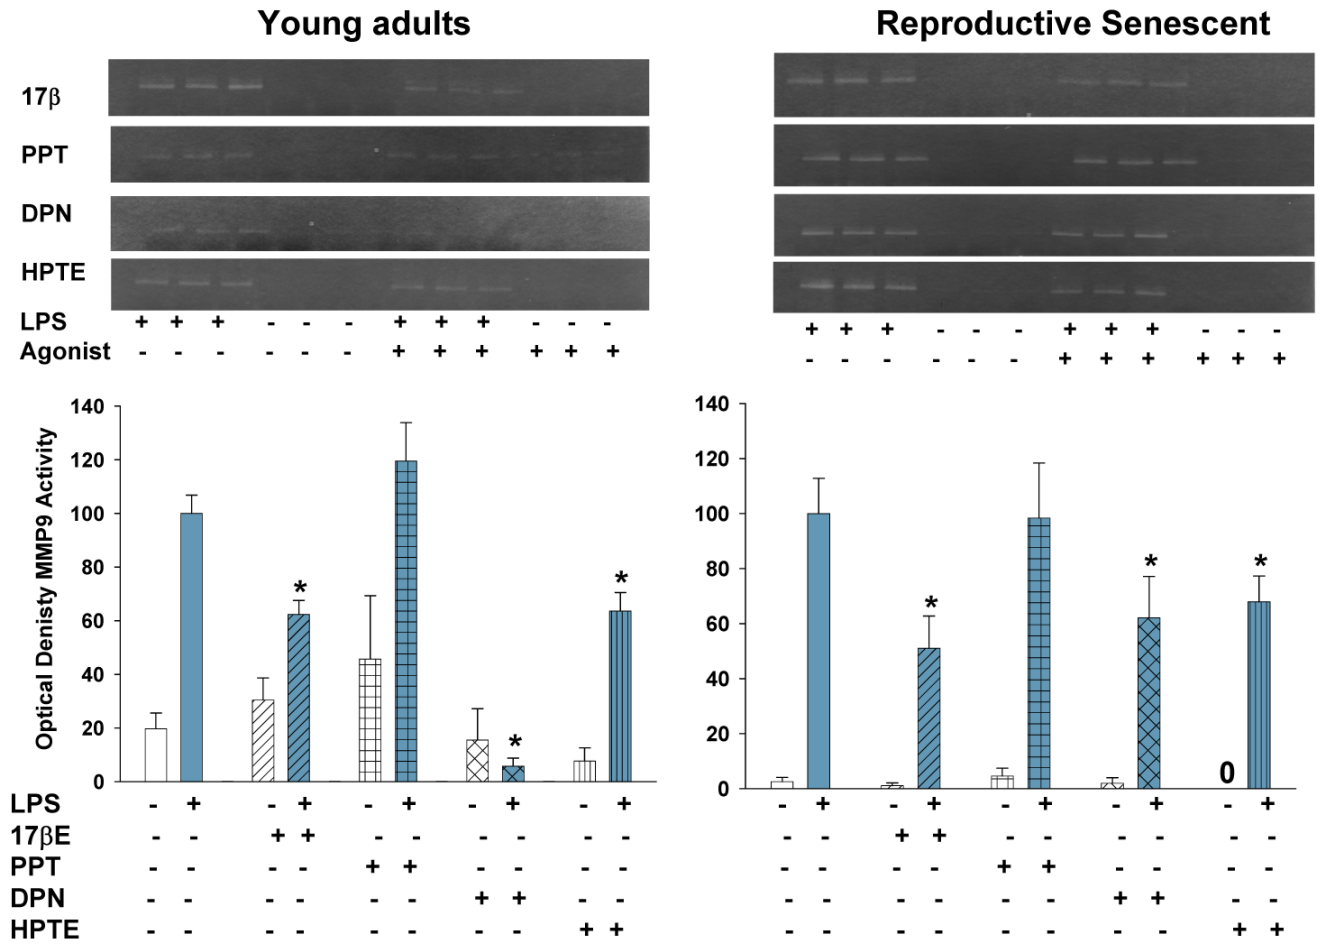 Young adults
Reproductive Senescent
17β
PPT
DPN
HPTE
LPS + + + - - - + + + - - -
Agonist - - - - - - + + + + + +
+ + + - - - + + + - - -
- - - - - - + + + + + +
Optical Denisty MMP9 Activity
140
120
100
80
60
40
20
0
* * *
140
120
100
80
60
40
20
0
* * *
0
LPS - + - + - + - + - +
17βE - - + + - - - - - -
PPT - - - - + + - - - -
DPN - - - - - - + + - -
HPTE - - - - - - - - + +
- + - + - + - + - +
- - + + - - - - - -
- - - - + + - - - -
- - - - - - + + - -
- - - - - - - - + +